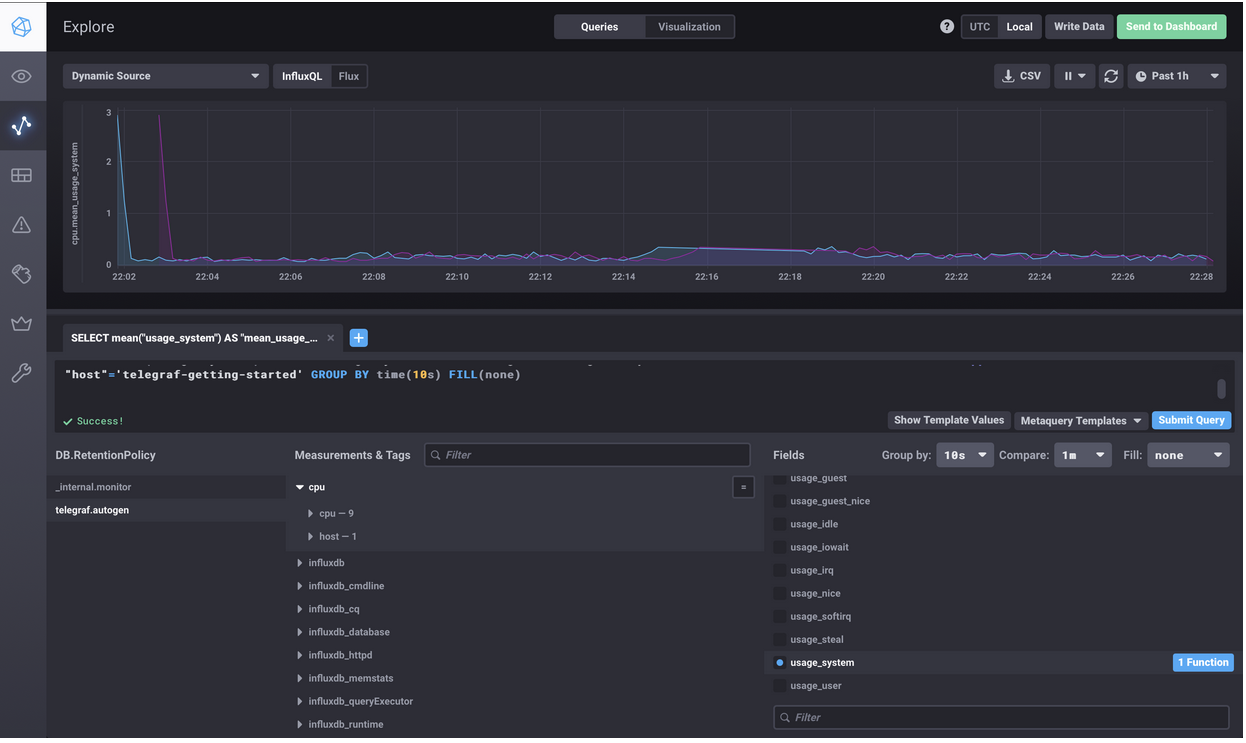 Explore
Queries Visualization
? UTC Local Write Data Send to Dashboard
Dynamic Source InfluxQL Flux
CSV Past 1h
cpu.mean_usage_system
3
2
1
0
22:02 22:04 22:06 22:08 22:10 22:12 22:14 22:16 22:18 22:20 22:22 22:24 22:26 22:28
SELECT mean("usage_system") AS "mean_usage_... × +
"host"='telegraf-getting-started' GROUP BY time(10s) FILL(none)
Success!
Show Template Values Metaquery Templates Submit Query
DB.RetentionPolicy
_internal.monitor
telegraf.autogen
Measurements & Tags Filter
cpu =
cpu — 9
host — 1
influxdb
influxdb_cmdline
influxdb_cq
influxdb_database
influxdb_httpd
influxdb_memstats
influxdb_queryExecutor
influxdb_runtime
Fields Group by: 10s Compare: 1m Fill: none
usage_guest
usage_guest_nice
usage_idle
usage_iowait
usage_irq
usage_nice
usage_softirq
usage_steal
usage_system 1 Function
usage_user
Filter